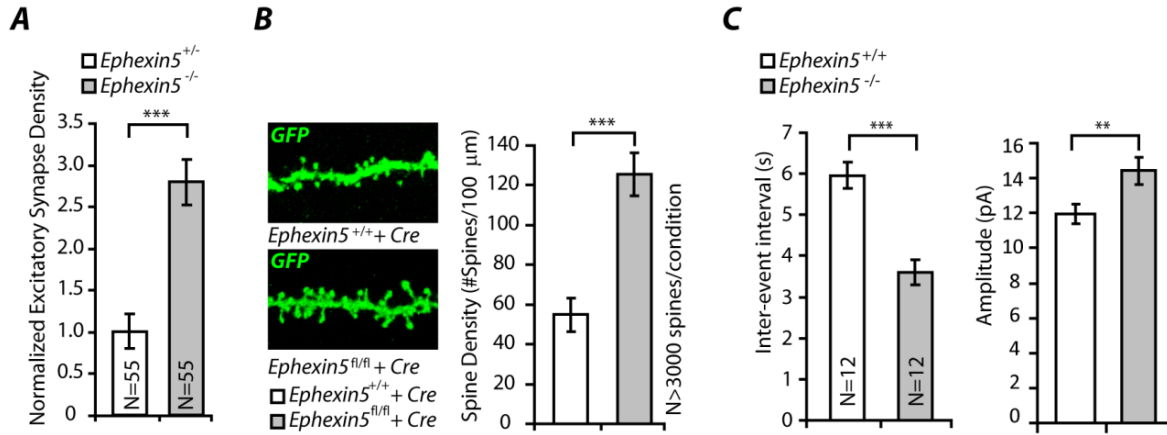 A
Ephexin5+/-
Ephexin5 -/-
Normalized Excitatory Synapse Density
3.5
3.0
2.5
2.0
1.5
1.0
0.5
0
***
N=55
N=55
B
GFP
Ephexin5 +/+ + Cre
GFP
Ephexin5fl/fl + Cre
Ephexin5+/+ + Cre
Ephexin5fl/fl + Cre
Spine Density (#Spines/100 μm)
140
120
100
80
60
40
20
0
***
N>3000 spines/condition
C
Ephexin5+/+
Ephexin5 -/-
Inter-event interval (s)
7
6
5
4
3
2
1
0
***
N=12
N=12
Amplitude (pA)
16
14
12
10
8
6
4
2
0
**